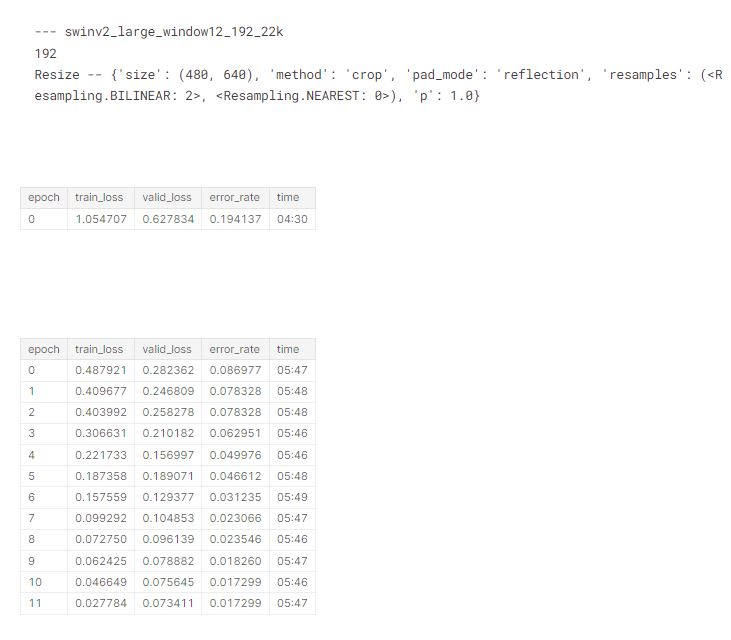 --- swinv2_large_window12_192_22k
192
Resize -- {'size': (480, 640), 'method': 'crop', 'pad_mode': 'reflection', 'resamples': (<R
esampling.BILINEAR: 2>, <Resampling.NEAREST: 0>), 'p': 1.0}
epoch train_loss valid_loss error_rate time
0 1.054707 0.627834 0.194137 04:30
epoch train_loss valid_loss error_rate time
0 0.487921 0.282362 0.086977 05:47
1 0.409677 0.246809 0.078328 05:48
2 0.403992 0.258278 0.078328 05:48
3 0.306631 0.210182 0.062951 05:46
4 0.221733 0.156997 0.049976 05:46
5 0.187358 0.189071 0.046612 05:48
6 0.157559 0.129377 0.031235 05:49
7 0.099292 0.104853 0.023066 05:47
8 0.072750 0.096139 0.023546 05:46
9 0.062425 0.078882 0.018260 05:47
10 0.046649 0.075645 0.017299 05:46
11 0.027784 0.073411 0.017299 05:47